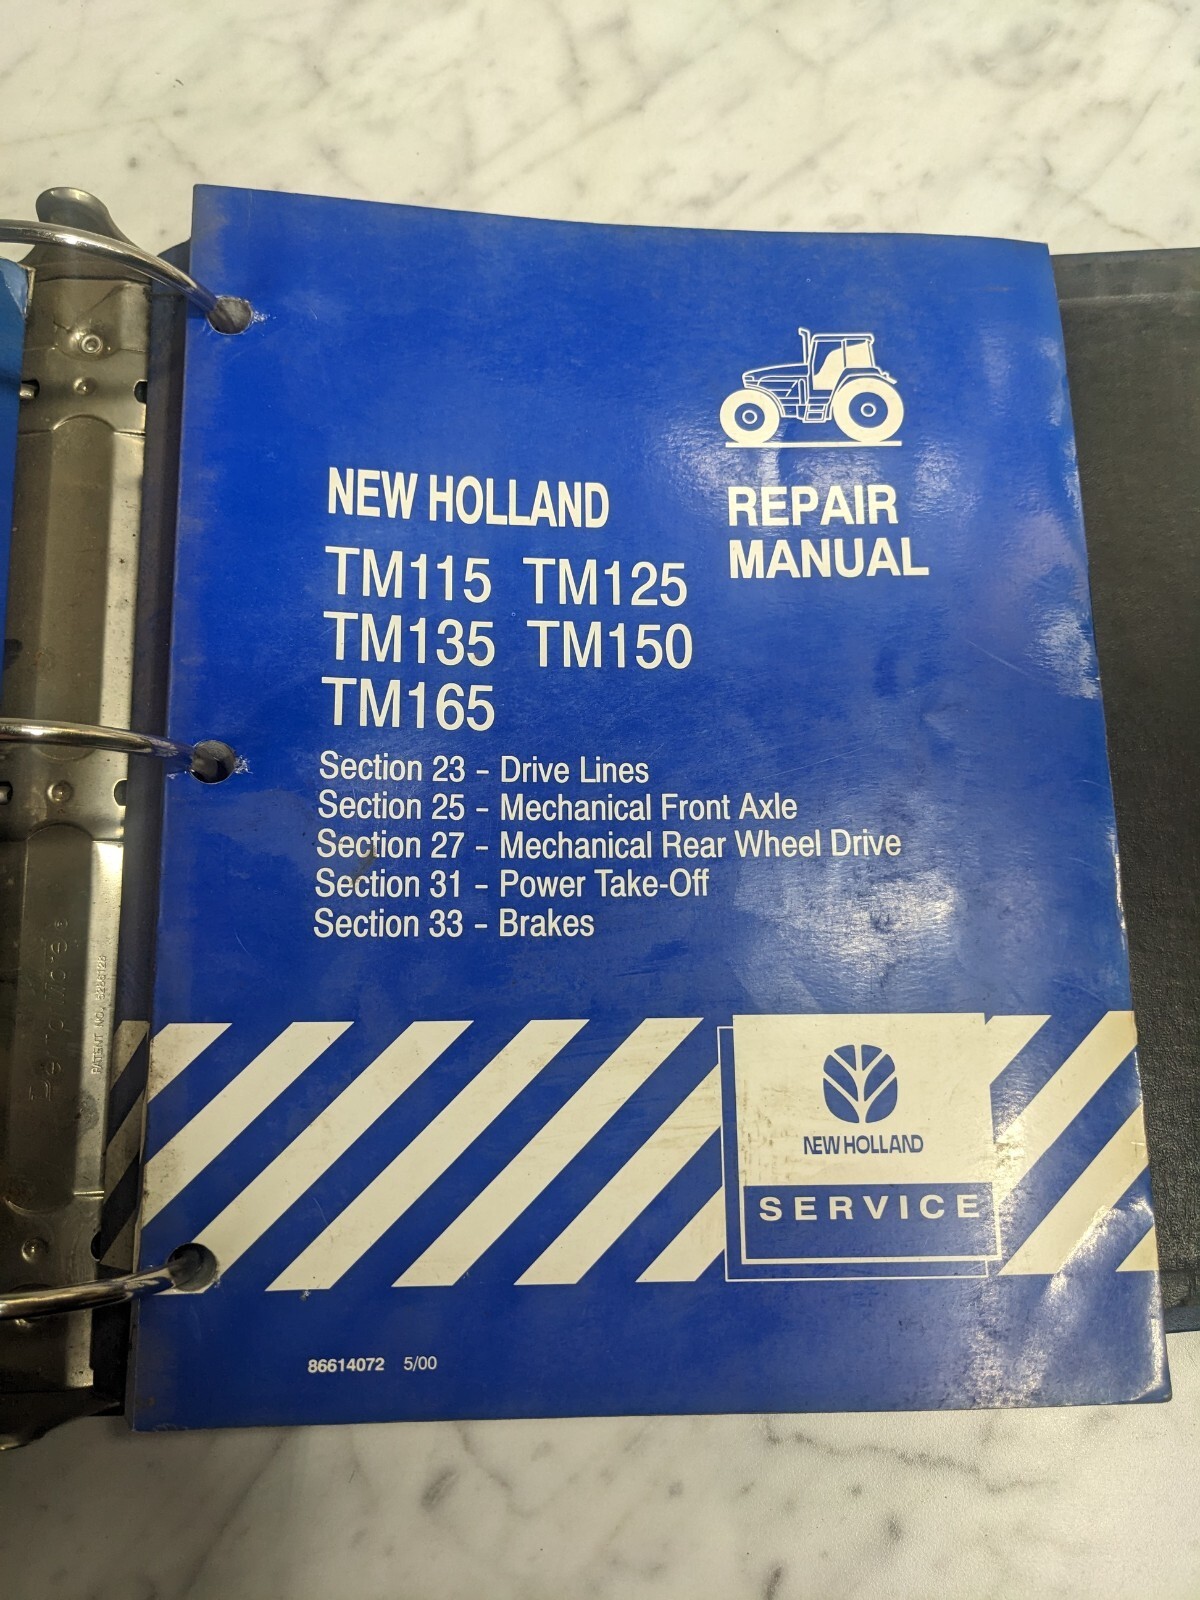 NEW HOLLAND
TM115 TM125
TM135 TM150
TM165
REPAIR
MANUAL
Section 23 - Drive Lines
Section 25 - Mechanical Front Axle
Section 27 - Mechanical Rear Wheel Drive
Section 31 - Power Take-Off
Section 33 - Brakes
NEW HOLLAND
SERVICE
86614072 5/00
PATENT NO.